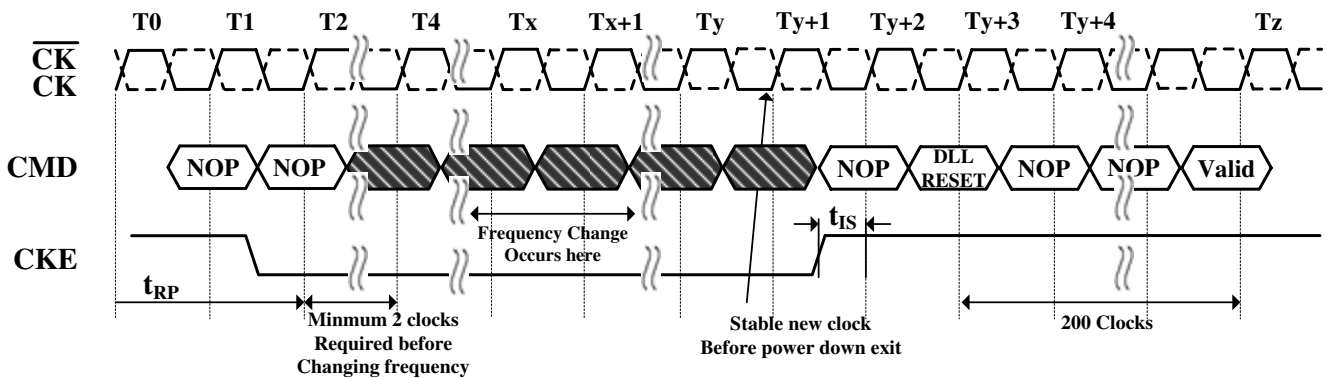 T0 T1 T2 T4 Tx Tx+1 Ty Ty+1 Ty+2 Ty+3 Ty+4 Tz
CK
CK
CMD NOP NOP NOP DLL RESET NOP NOP Valid
tIS
Frequency Change
Occurs here
CKE
tRP
Minmum 2 clocks
Required before
Changing frequency
Stable new clock
Before power down exit
200 Clocks